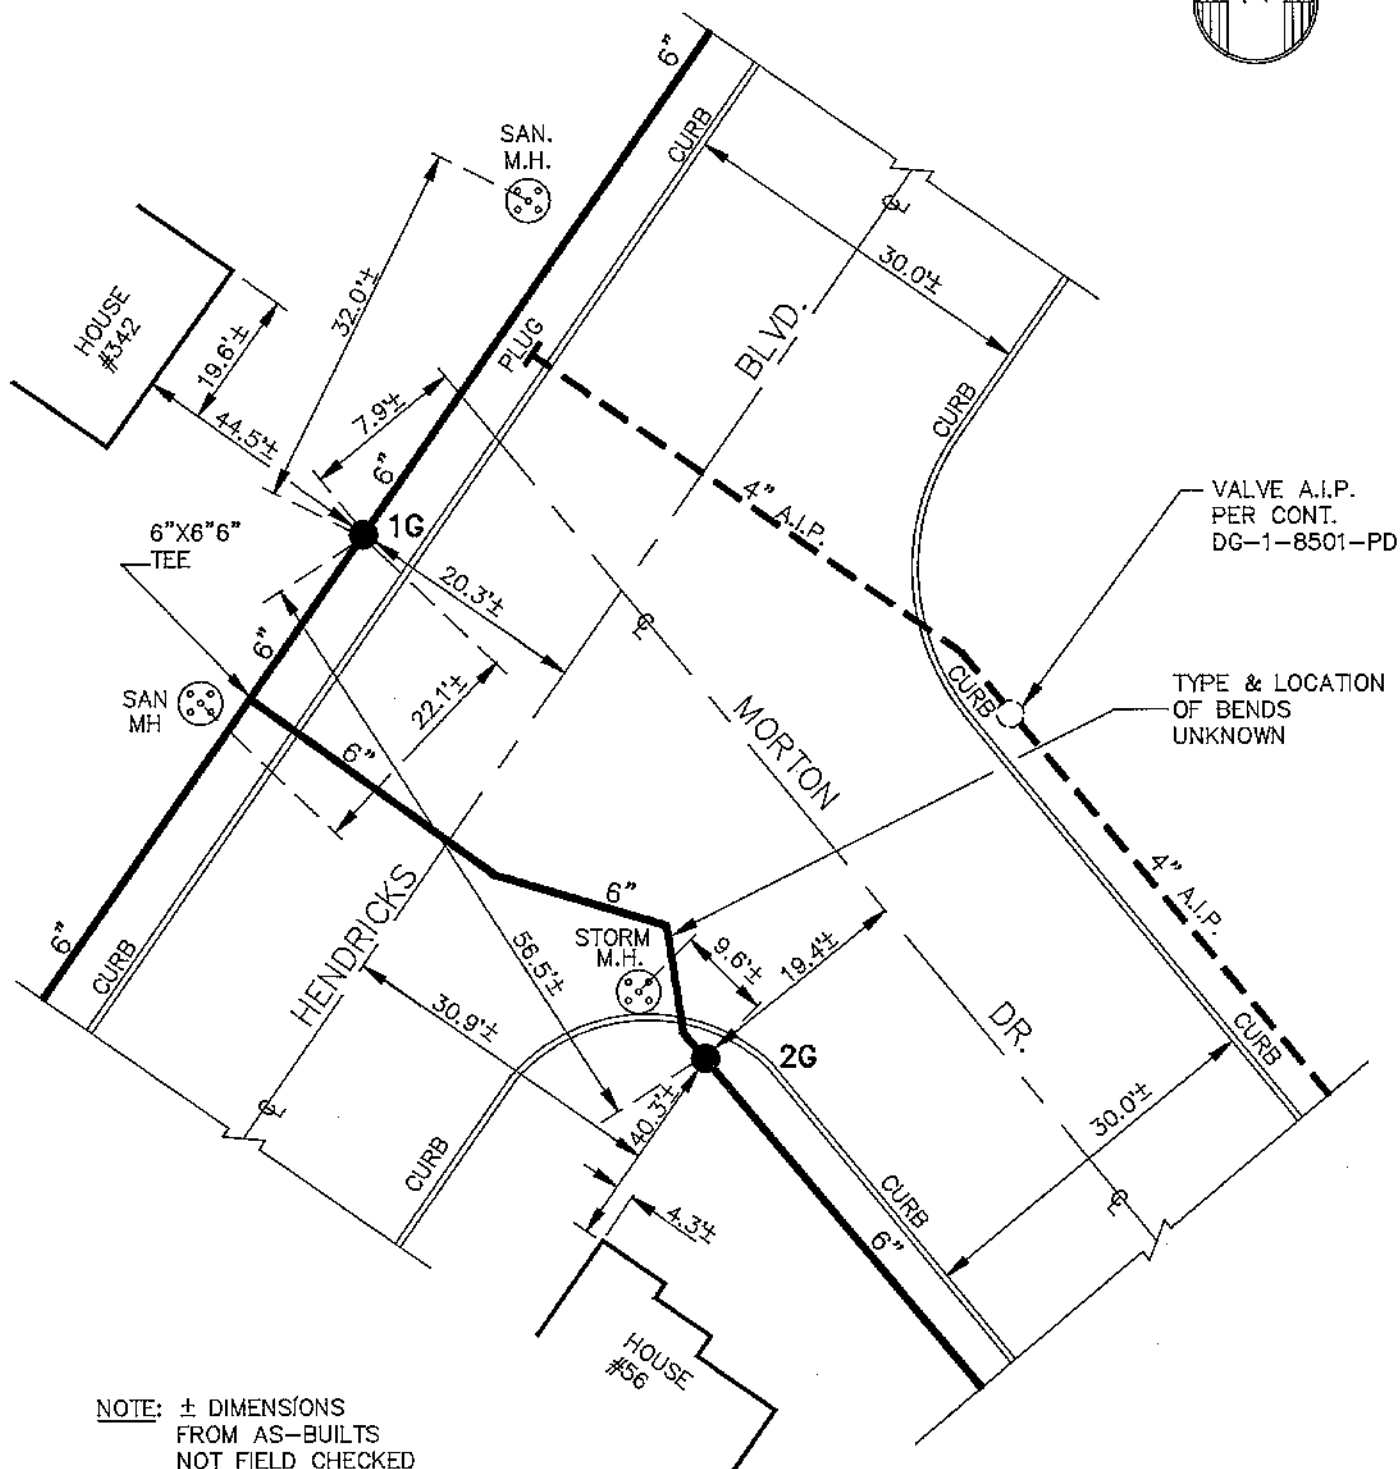 6"
CURB
SAN.
M.H.
30.0'±
32.0'±
HOUSE
#342
19.6'±
44.5'±
7.9'±
PLUG
BLVD.
6"
CURB
4" A.I.P.
VALVE A.I.P.
PER CONT.
DG-1-8501-PD
1G
6"X6"6"
TEE
20.3'±
6"
SAN
MH
22.1'±
6"
MORTON
CURB
TYPE & LOCATION
OF BENDS
UNKNOWN
4" A.I.P.
HENDRICKS
6"
STORM
M.H.
56.5'±
9.6'±
19.4'±
6"
CURB
30.9'±
DR.
CURB
2G
40.3'±
30.0'±
CURB
CURB
4.3'±
6"
HOUSE
#56
NOTE: ± DIMENSIONS
FROM AS-BUILTS
NOT FIELD CHECKED